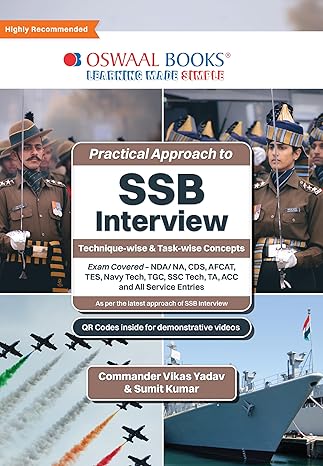 Highly Recommended
OSWAAL BOOKS®
LEARNING MADE SIMPLE
Practical Approach to
SSB
Interview
Technique-wise & Task-wise Concepts
Exam Covered – NDA/ NA, CDS, AFCAT,
TES, Navy Tech, TGC, SSC Tech, TA, ACC
and All Service Entries
As per the latest approach of SSB Interview
QR Codes inside for demonstrative videos
Commander Vikas Yadav
& Sumit Kumar